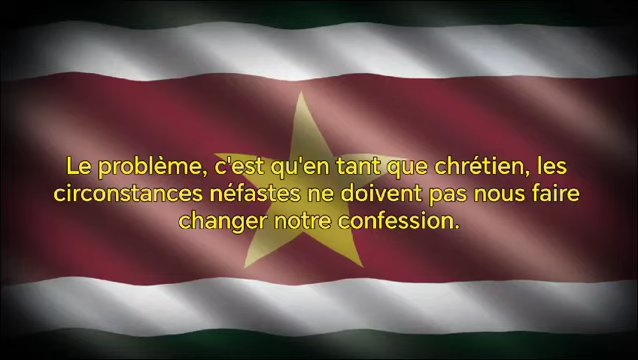 Le problème, c'est qu'en tant que chrétien, les
circonstances néfastes ne doivent pas nous faire
changer notre confession.